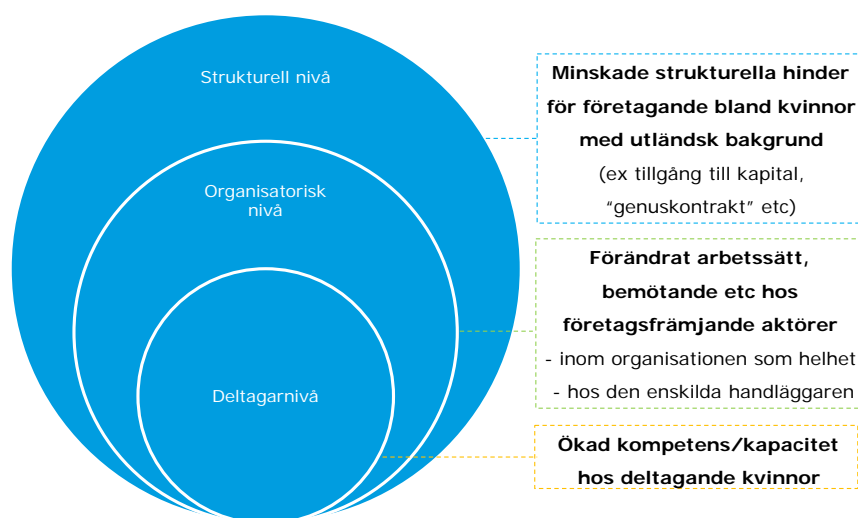 Strukturell nivå
Organisatorisk
nivå
Deltagarnivå
Minskade strukturella hinder
för företagande bland kvinnor
med utländsk bakgrund
(ex tillgång till kapital,
“genuskontrakt” etc)
Förändrat arbetssätt,
bemötande etc hos
företagsfrämjande aktörer
- inom organisationen som helhet
- hos den enskilda handläggaren
Ökad kompetens/kapacitet
hos deltagande kvinnor